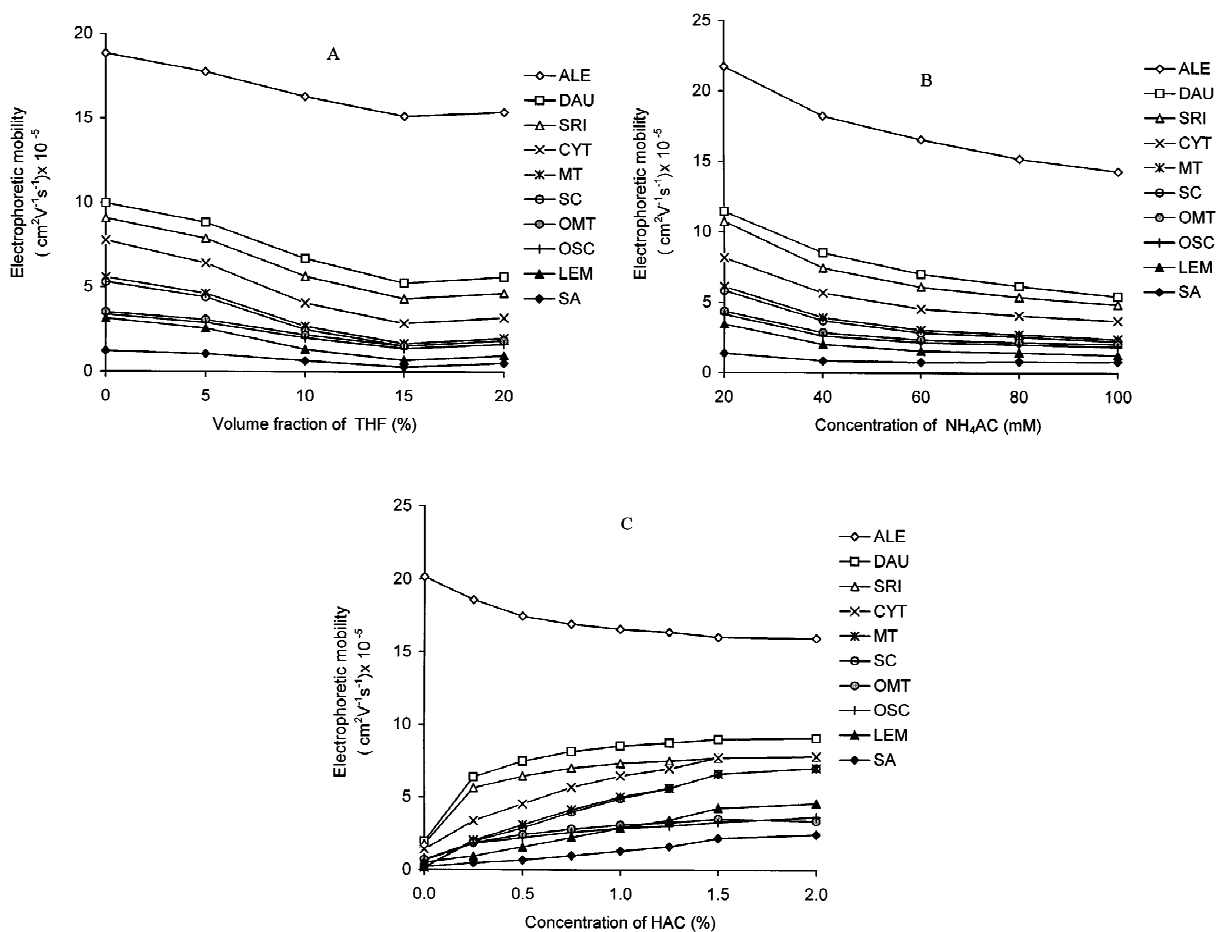 A
20
15
10
5
0
Electrophoretic mobility
( cm²V⁻¹s⁻¹)x 10⁻⁵
0 5 10 15 20
Volume fraction of THF (%)
ALE
DAU
SRI
CYT
MT
SC
OMT
OSC
LEM
SA
B
25
20
15
10
5
0
Electrophoretic mobility
( cm²V⁻¹s⁻¹)x 10⁻⁵
20 40 60 80 100
Concentration of NH₄AC (mM)
ALE
DAU
SRI
CYT
MT
SC
OMT
OSC
LEM
SA
C
25
20
15
10
5
0
Electrophoretic mobility
( cm²V⁻¹s⁻¹)x 10⁻⁵
0.0 0.5 1.0 1.5 2.0
Concentration of HAC (%)
ALE
DAU
SRI
CYT
MT
SC
OMT
OSC
LEM
SA